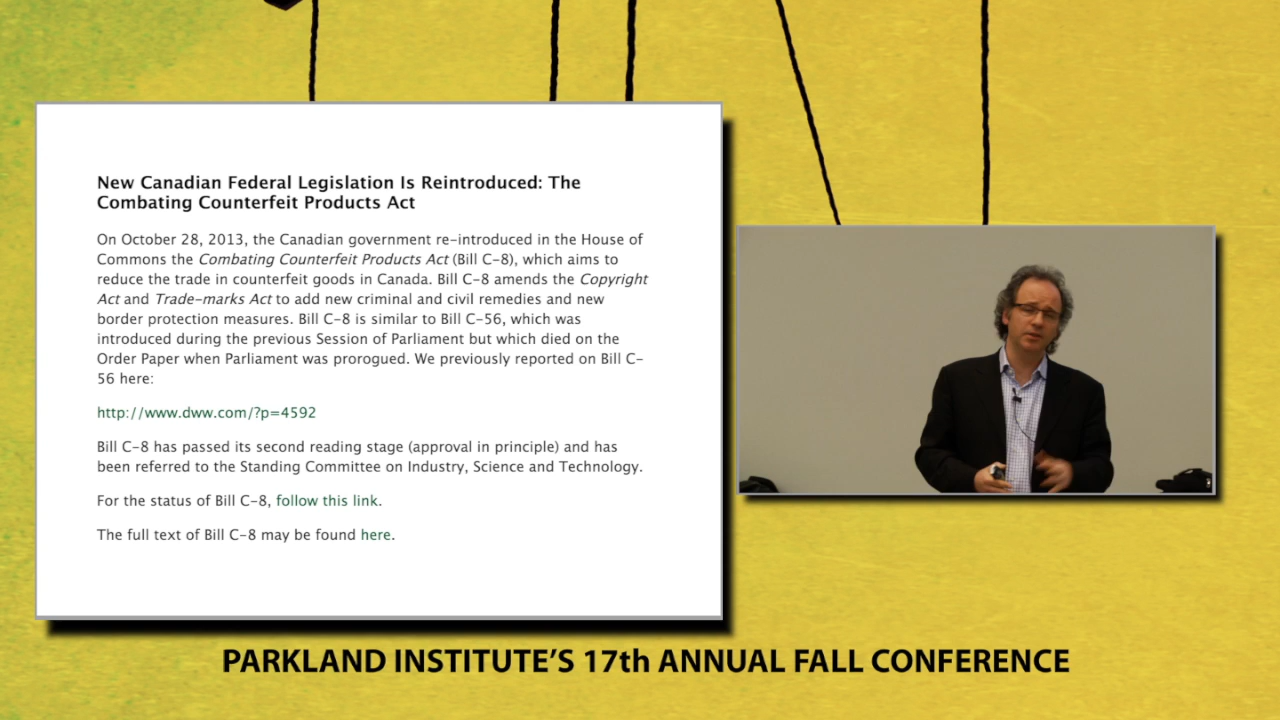 New Canadian Federal Legislation Is Reintroduced: The
Combating Counterfeit Products Act
On October 28, 2013, the Canadian government re-introduced in the House of
Commons the Combating Counterfeit Products Act (Bill C-8), which aims to
reduce the trade in counterfeit goods in Canada. Bill C-8 amends the Copyright
Act and Trade-marks Act to add new criminal and civil remedies and new
border protection measures. Bill C-8 is similar to Bill C-56, which was
introduced during the previous Session of Parliament but which died on the
Order Paper when Parliament was prorogued. We previously reported on Bill C-
56 here:
http://www.dww.com/?p=4592
Bill C-8 has passed its second reading stage (approval in principle) and has
been referred to the Standing Committee on Industry, Science and Technology.
For the status of Bill C-8, follow this link.
The full text of Bill C-8 may be found here.
PARKLAND INSTITUTE'S 17th ANNUAL FALL CONFERENCE